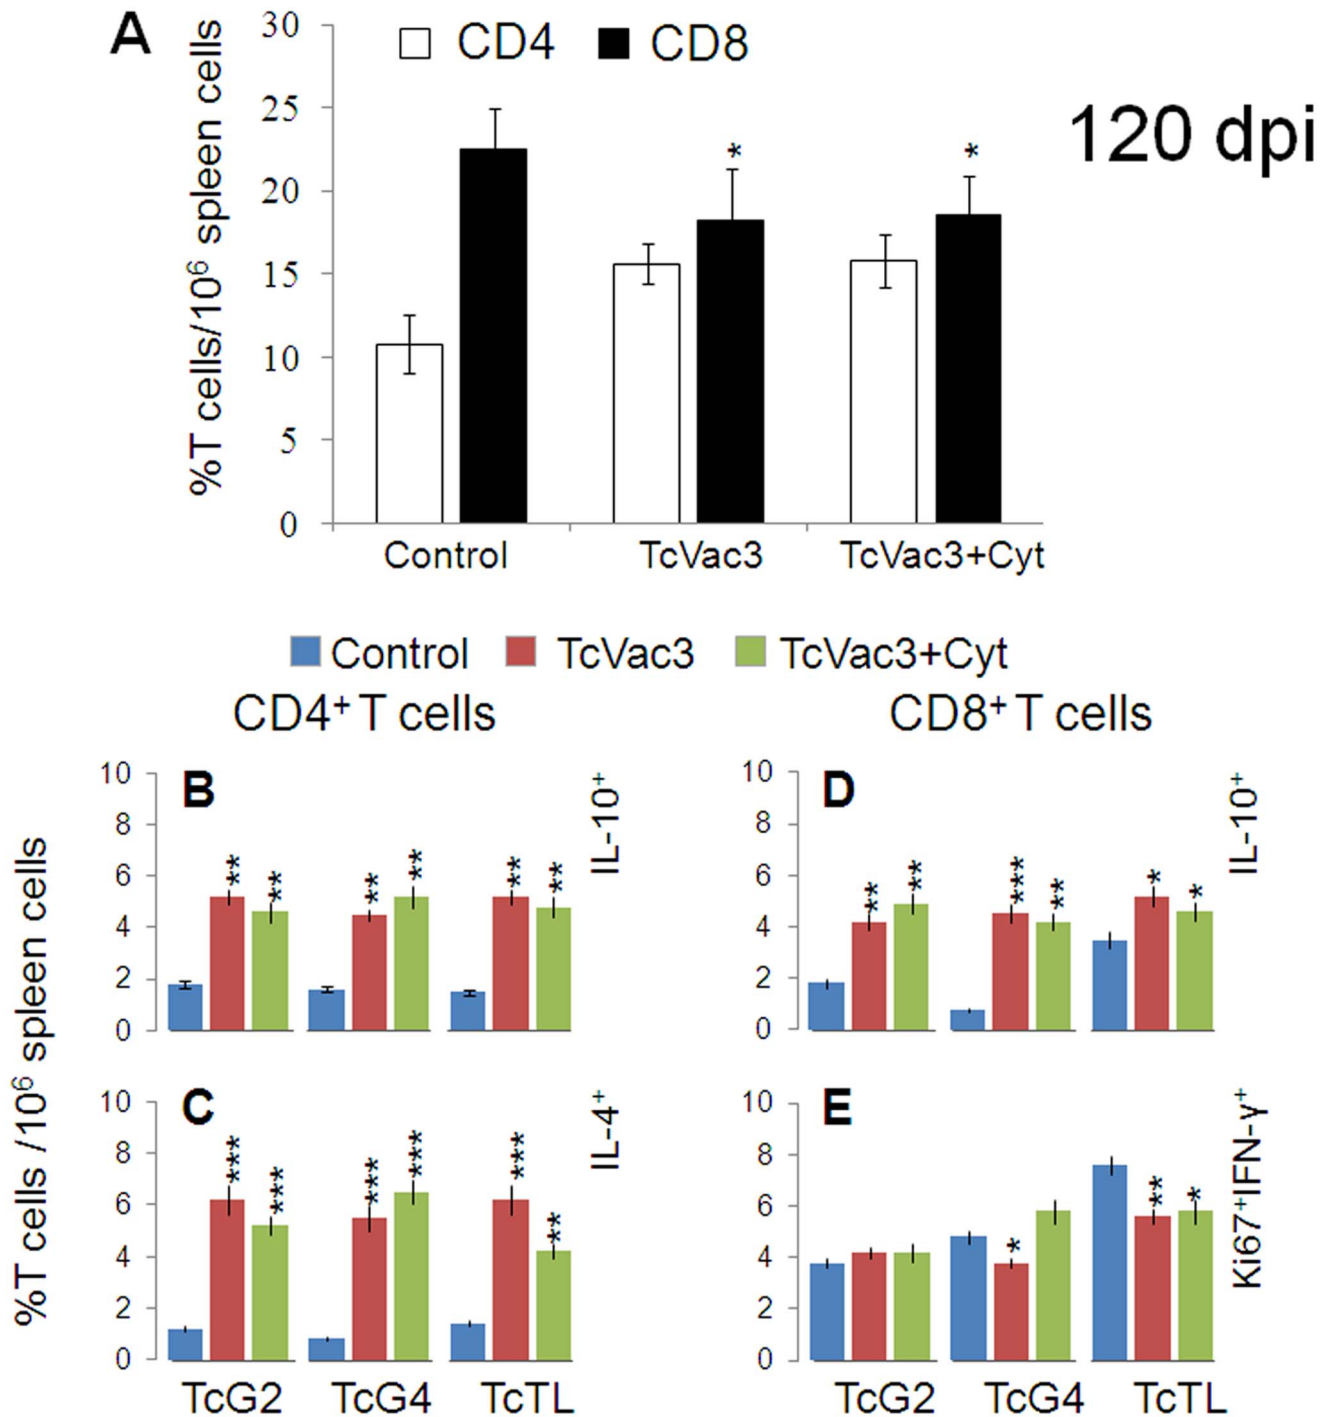 A
%T cells/10⁶ spleen cells
30
25
20
15
10
5
0
CD4 CD8
120 dpi
* *
Control TcVac3 TcVac3+Cyt
Control TcVac3 TcVac3+Cyt
CD4⁺ T cells CD8⁺ T cells
%T cells /10⁶ spleen cells
B
10
8
6
4
2
0
** ** ** ** ** **
IL-10⁺
D
10
8
6
4
2
0
** ** *** ** * *
IL-10⁺
C
10
8
6
4
2
0
*** *** *** *** *** **
IL-4⁺
TcG2 TcG4 TcTL
E
10
8
6
4
2
0
* ** *
Ki67⁺IFN-γ⁺
TcG2 TcG4 TcTL